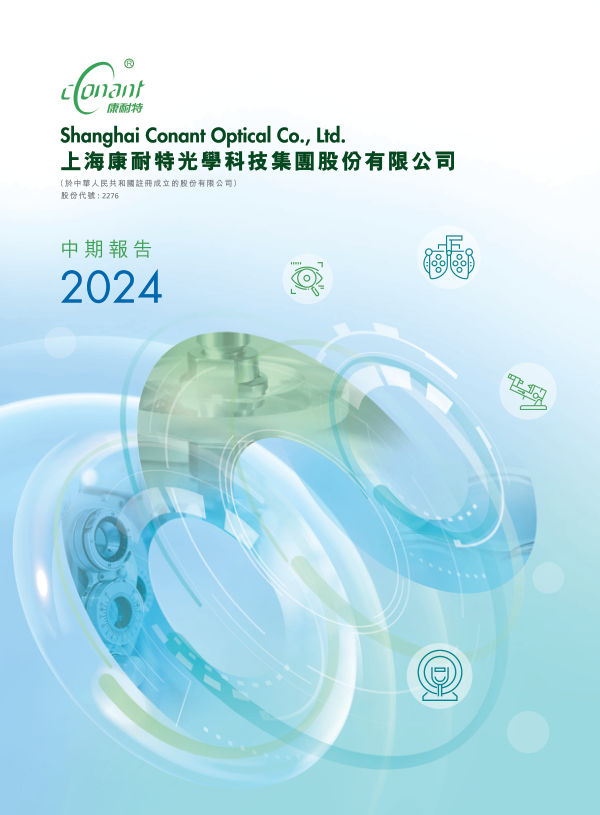 Conant®
康耐特
Shanghai Conant Optical Co., Ltd.
上海康耐特光學科技集團股份有限公司
(於中華人民共和國註冊成立的股份有限公司)
股份代號 : 2276
中期報告
2024